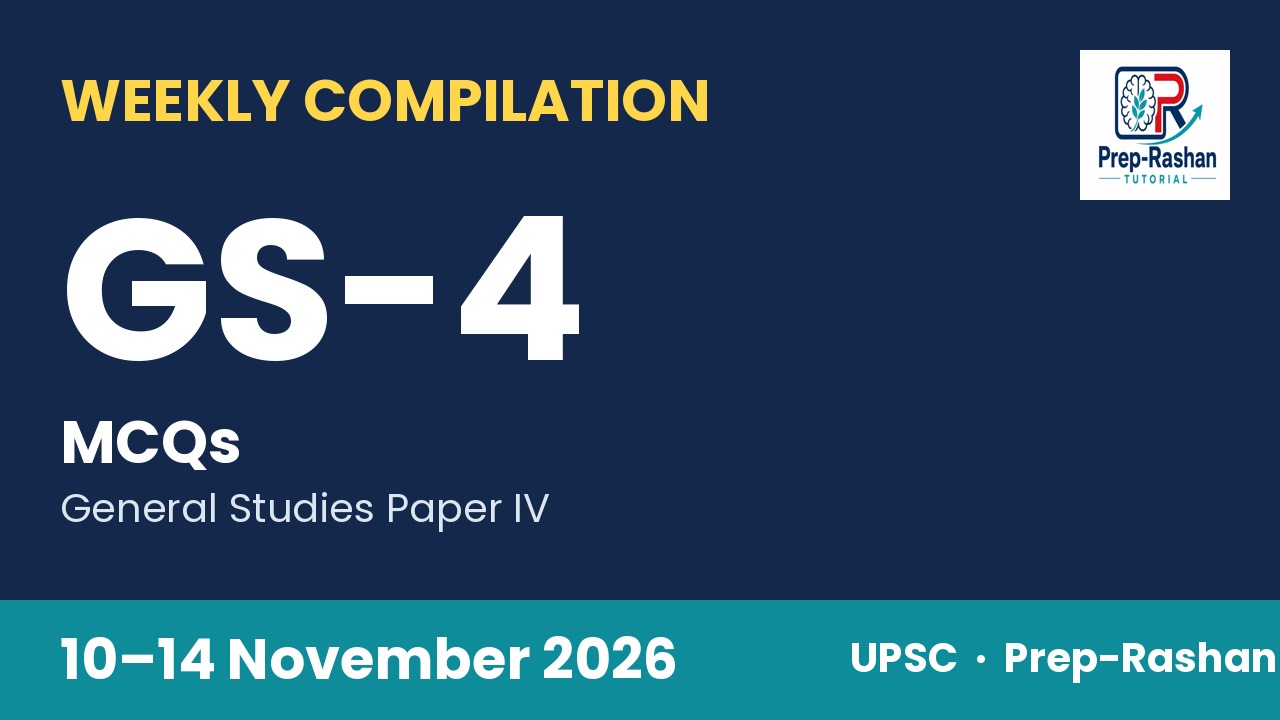 WEEKLY COMPILATION
Prep-Rashan
TUTORIAL
GS-4
MCQs
General Studies Paper IV
10–14 November 2026
UPSC · Prep-Rashan